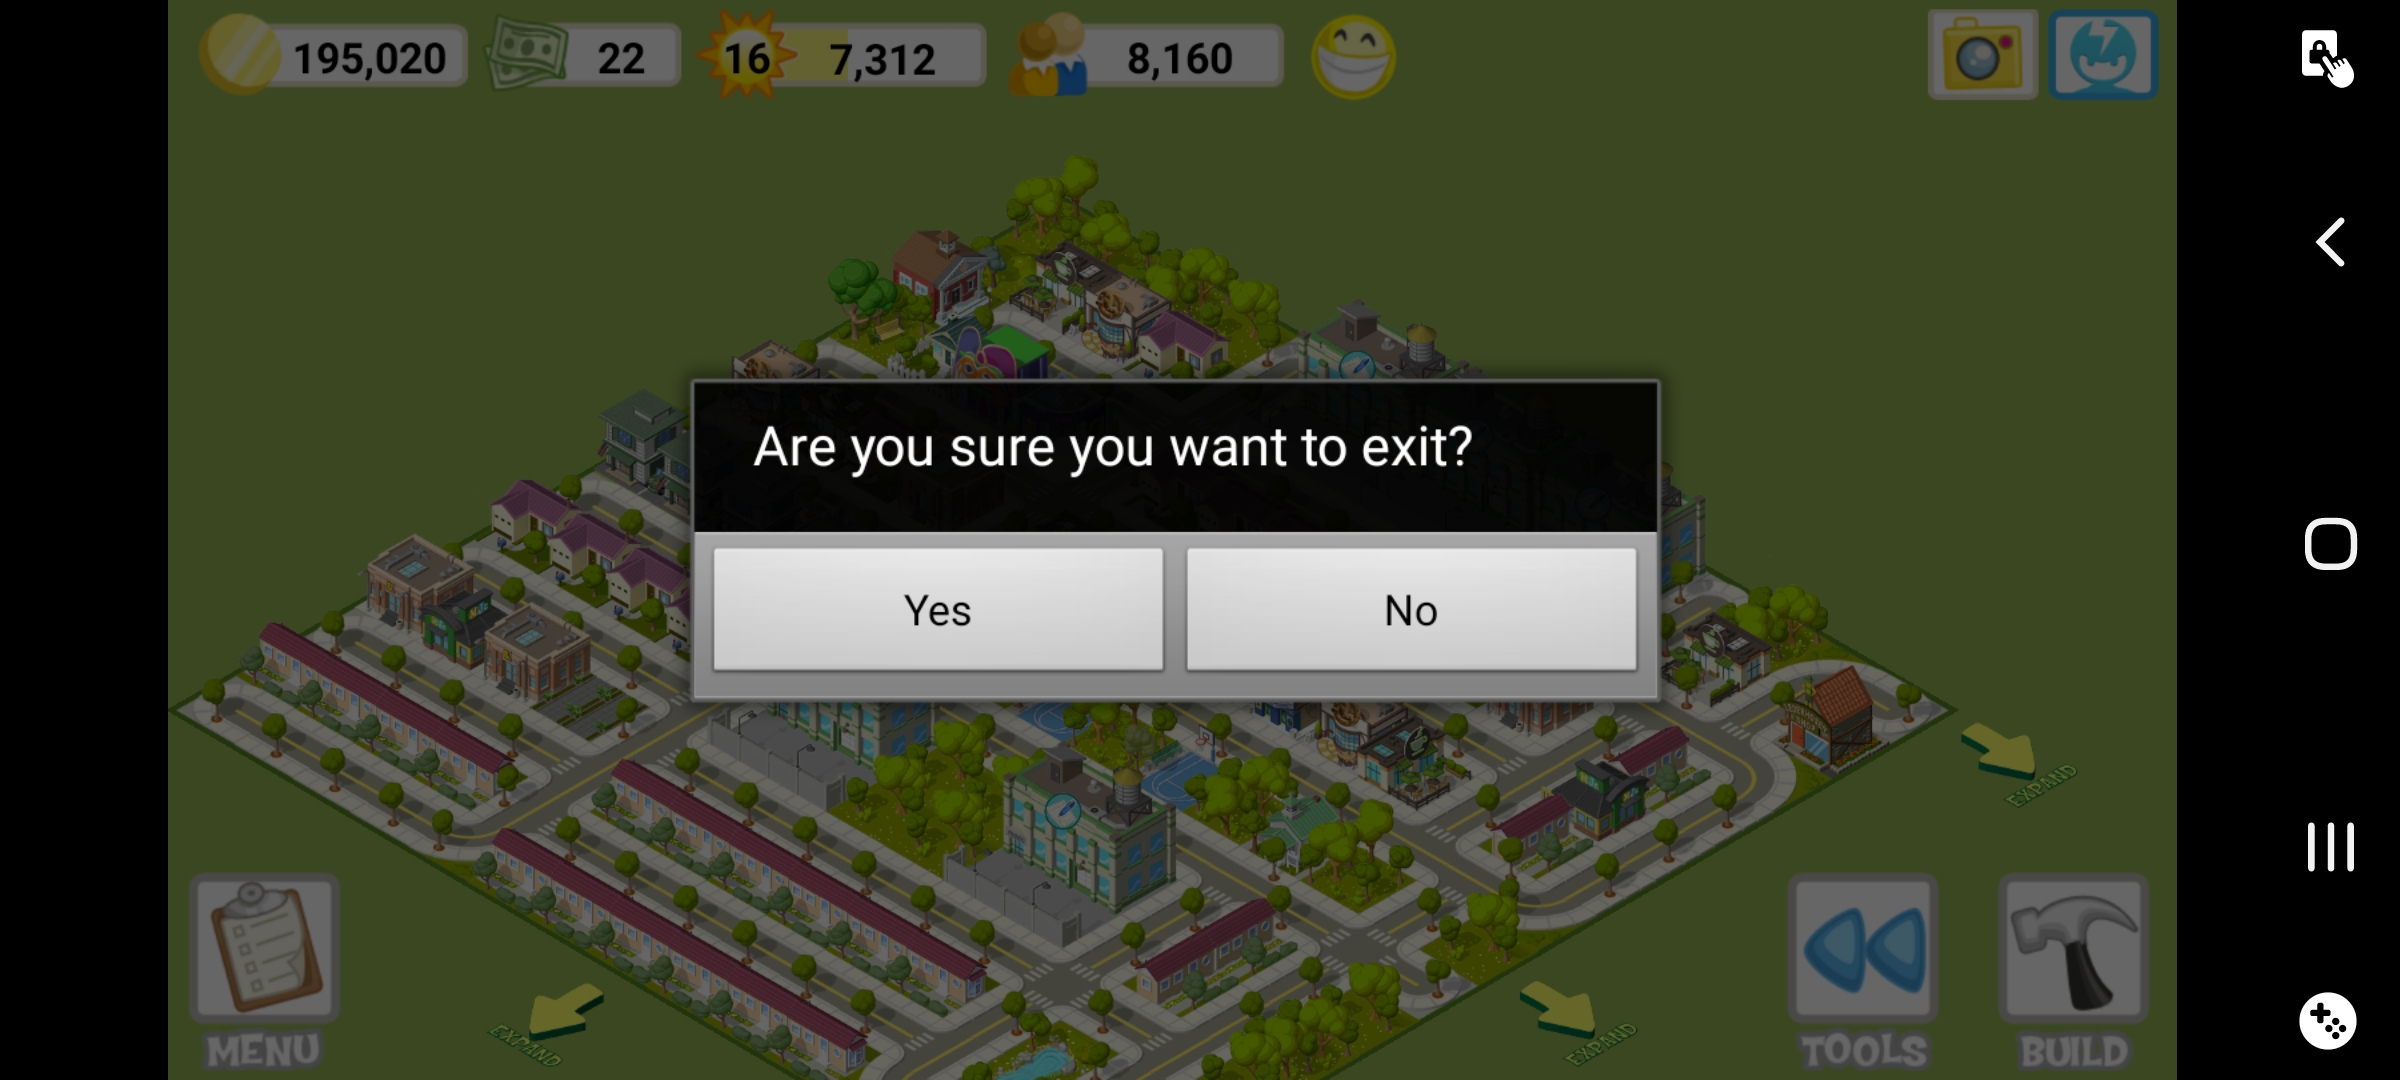 195,020
22
16
7,312
8,160
Are you sure you want to exit?
Yes
No
EXPAND
EXPAND
EXPAND
MENU
TOOLS
BUILD